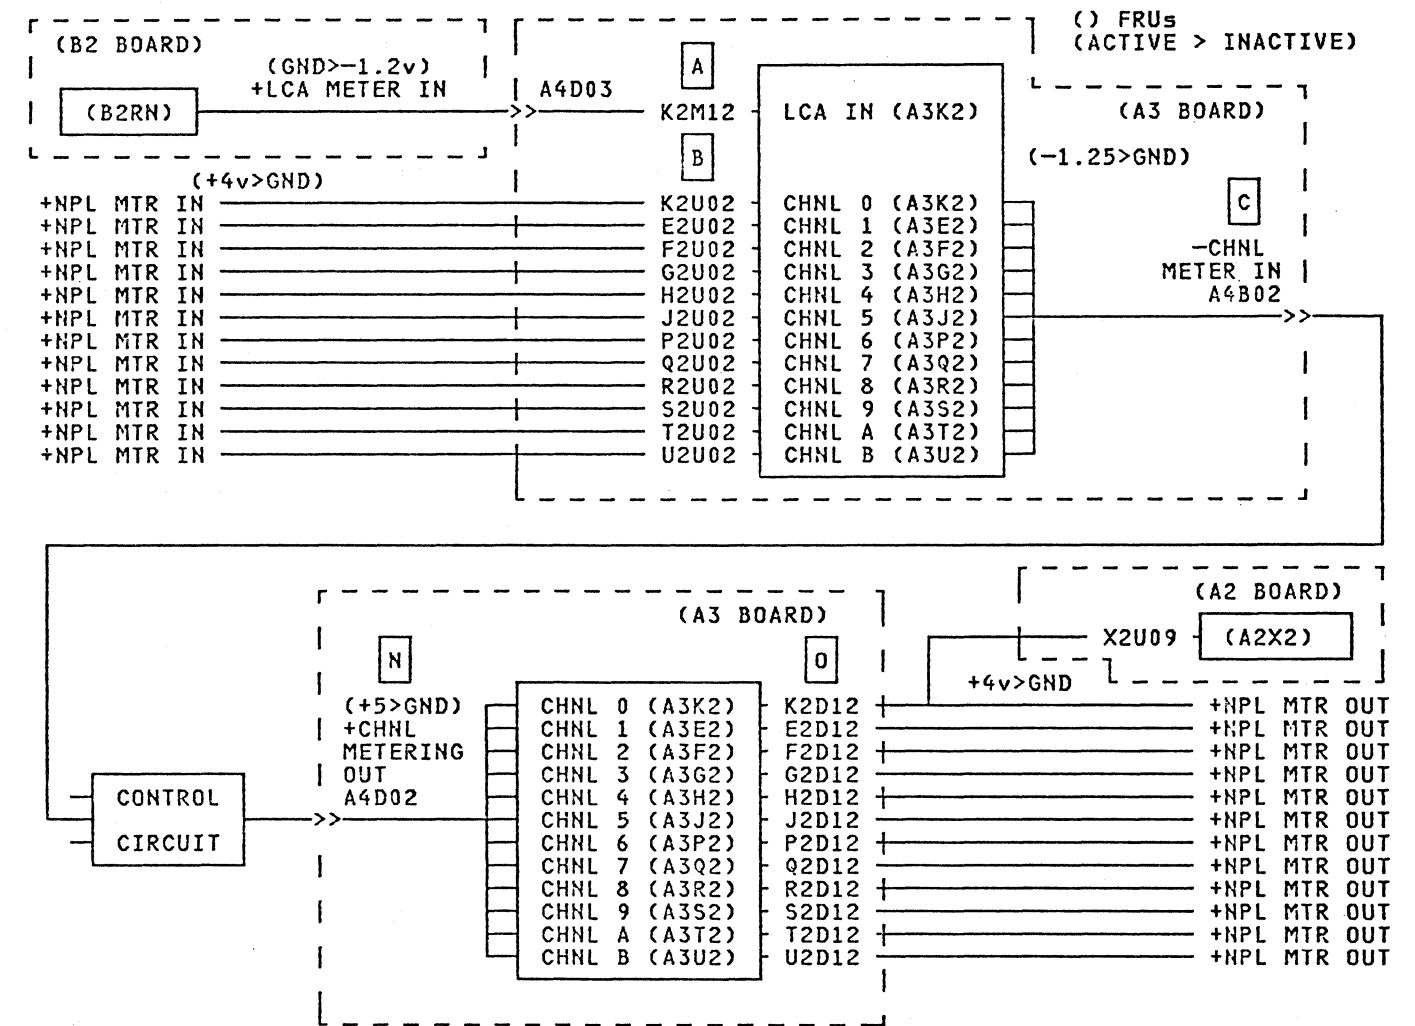 () FRUs
(ACTIVE > INACTIVE)
(B2 BOARD)
(GND>-1.2v)
+LCA METER IN
(B2RN)
A4D03
A
K2M12
LCA IN (A3K2)
(A3 BOARD)
B
(-1.25>GND)
(+4v>GND)
+NPL MTR IN K2U02 CHNL 0 (A3K2)
+NPL MTR IN E2U02 CHNL 1 (A3E2)
+NPL MTR IN F2U02 CHNL 2 (A3F2)
+NPL MTR IN G2U02 CHNL 3 (A3G2)
+NPL MTR IN H2U02 CHNL 4 (A3H2)
+NPL MTR IN J2U02 CHNL 5 (A3J2)
+NPL MTR IN P2U02 CHNL 6 (A3P2)
+NPL MTR IN Q2U02 CHNL 7 (A3Q2)
+NPL MTR IN R2U02 CHNL 8 (A3R2)
+NPL MTR IN S2U02 CHNL 9 (A3S2)
+NPL MTR IN T2U02 CHNL A (A3T2)
+NPL MTR IN U2U02 CHNL B (A3U2)
C
-CHNL
METER IN
A4B02
>>
(A2 BOARD)
X2U09 (A2X2)
(A3 BOARD)
N
O
+4v>GND
(+5>GND)
+CHNL
METERING
OUT
A4D02
CONTROL
CIRCUIT
>>
CHNL 0 (A3K2) K2D12 +NPL MTR OUT
CHNL 1 (A3E2) E2D12 +NPL MTR OUT
CHNL 2 (A3F2) F2D12 +NPL MTR OUT
CHNL 3 (A3G2) G2D12 +NPL MTR OUT
CHNL 4 (A3H2) H2D12 +NPL MTR OUT
CHNL 5 (A3J2) J2D12 +NPL MTR OUT
CHNL 6 (A3P2) P2D12 +NPL MTR OUT
CHNL 7 (A3Q2) Q2D12 +NPL MTR OUT
CHNL 8 (A3R2) R2D12 +NPL MTR OUT
CHNL 9 (A3S2) S2D12 +NPL MTR OUT
CHNL A (A3T2) T2D12 +NPL MTR OUT
CHNL B (A3U2) U2D12 +NPL MTR OUT